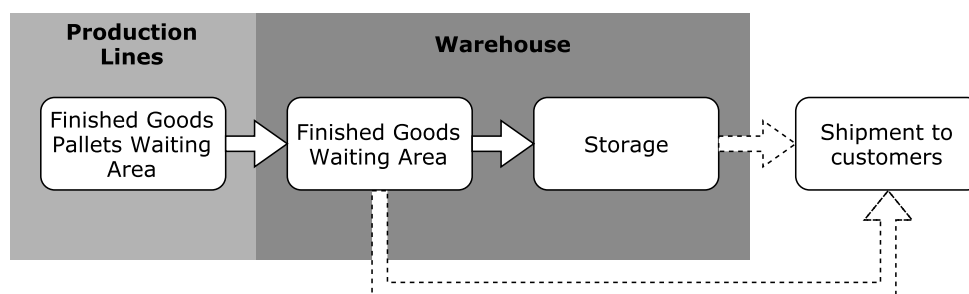 Production
Lines
Warehouse
Finished Goods
Pallets Waiting
Area
Finished Goods
Waiting Area
Storage
Shipment to
customers